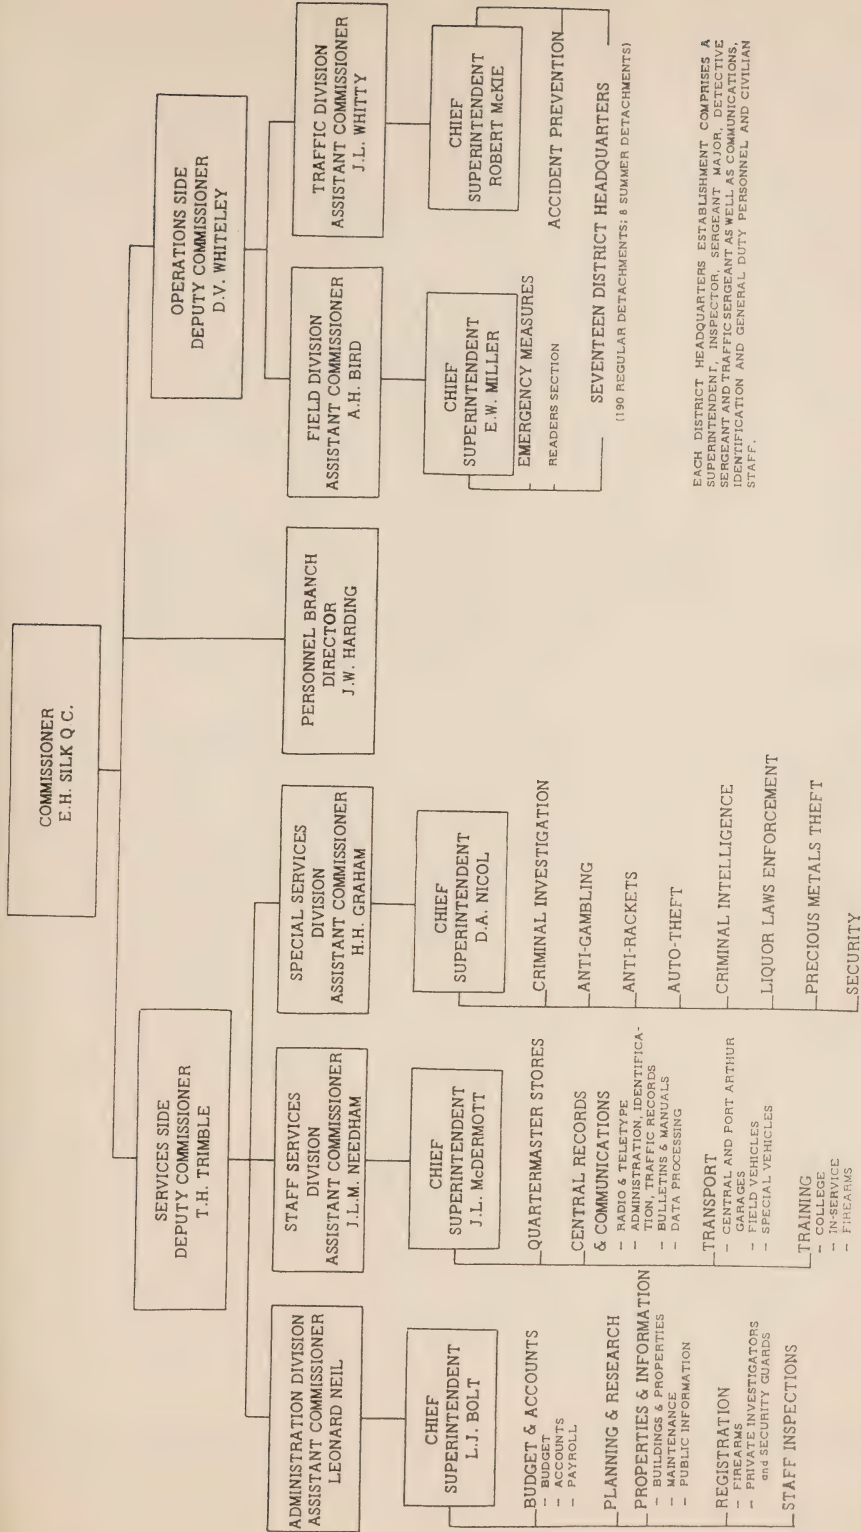 COMMISSIONER
E.H. SILK Q C.
SERVICES SIDE
DEPUTY COMMISSIONER
T.H. TRIMBLE
OPERATIONS SIDE
DEPUTY COMMISSIONER
D.V. WHITELEY
ADMINISTRATION DIVISION
ASSISTANT COMMISSIONER
LEONARD NEIL
STAFF SERVICES
DIVISION
ASSISTANT COMMISSIONER
J.L.M. NEEDHAM
SPECIAL SERVICES
DIVISION
ASSISTANT COMMISSIONER
H.H. GRAHAM
PERSONNEL BRANCH
DIRECTOR
J.W. HARDING
FIELD DIVISION
ASSISTANT COMMISSIONER
A.H. BIRD
TRAFFIC DIVISION
ASSISTANT COMMISSIONER
J.L. WHITTY
CHIEF
SUPERINTENDENT
L.J. BOLT
BUDGET & ACCOUNTS
- BUDGET
- ACCOUNTS
- PAYROLL
PLANNING & RESEARCH
PROPERTIES & INFORMATION
- BUILDINGS & PROPERTIES
- MAINTENANCE
- PUBLIC INFORMATION
REGISTRATION
- FIREARMS
- PRIVATE INVESTIGATORS
and SECURITY GUARDS
STAFF INSPECTIONS
CHIEF
SUPERINTENDENT
J.L. McDERMOTT
QUARTERMASTER STORES
CENTRAL RECORDS
& COMMUNICATIONS
- RADIO & TELETYPE
- ADMINISTRATION, IDENTIFICA-
TION, TRAFFIC RECORDS
- BULLETINS & MANUALS
- DATA PROCESSING
TRANSPORT
- CENTRAL AND PORT ARTHUR
GARAGES
- FIELD VEHICLES
- SPECIAL VEHICLES
TRAINING
- COLLEGE
- IN-SERVICE
- FIREARMS
CHIEF
SUPERINTENDENT
D.A. NICOL
CRIMINAL INVESTIGATION
ANTI-GAMBLING
ANTI-RACKETS
AUTO-THEFT
CRIMINAL INTELLIGENCE
LIQUOR LAWS ENFORCEMENT
PRECIOUS METALS THEFT
SECURITY
CHIEF
SUPERINTENDENT
E.W. MILLER
EMERGENCY MEASURES
READERS SECTION
CHIEF
SUPERINTENDENT
ROBERT McKIE
ACCIDENT PREVENTION
SEVENTEEN DISTRICT HEADQUARTERS
(190 REGULAR DETACHMENTS; 8 SUMMER DETACHMENTS)
EACH DISTRICT HEADQUARTERS ESTABLISHMENT COMPRISES A
SUPERINTENDENT, INSPECTOR, SERGEANT MAJOR, DETECTIVE
SERGEANT AND TRAFFIC SERGEANT AS WELL AS COMMUNICATIONS,
IDENTIFICATION AND GENERAL DUTY PERSONNEL AND CIVILIAN
STAFF.